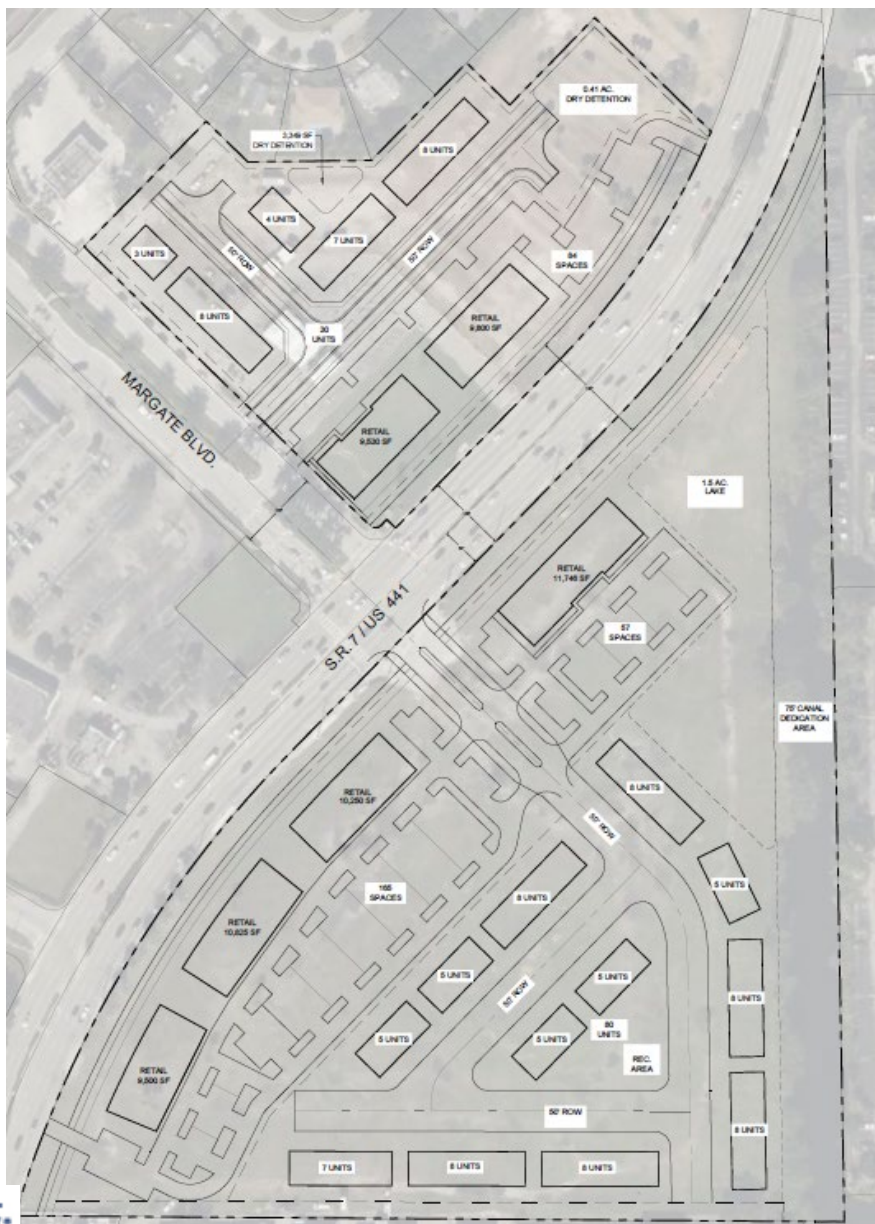 0.41 AC.
DRY DETENTION
3,349 SF
DRY DETENTION
8 UNITS
4 UNITS
7 UNITS
50' ROW
50' ROW
3 UNITS
84
SPACES
8 UNITS
30
UNITS
RETAIL
9,800 SF
MARGATE BLVD.
RETAIL
9,530 SF
1.5 AC.
LAKE
RETAIL
11,746 SF
S.R. 7 / US 441
57
SPACES
75' CANAL
DEDICATION
AREA
RETAIL
10,250 SF
8 UNITS
50' ROW
5 UNITS
166
SPACES
8 UNITS
RETAIL
10,825 SF
5 UNITS
5 UNITS
50' ROW
8 UNITS
5 UNITS
5 UNITS
80
UNITS
RETAIL
9,500 SF
REC.
AREA
50' ROW
8 UNITS
7 UNITS
8 UNITS
8 UNITS